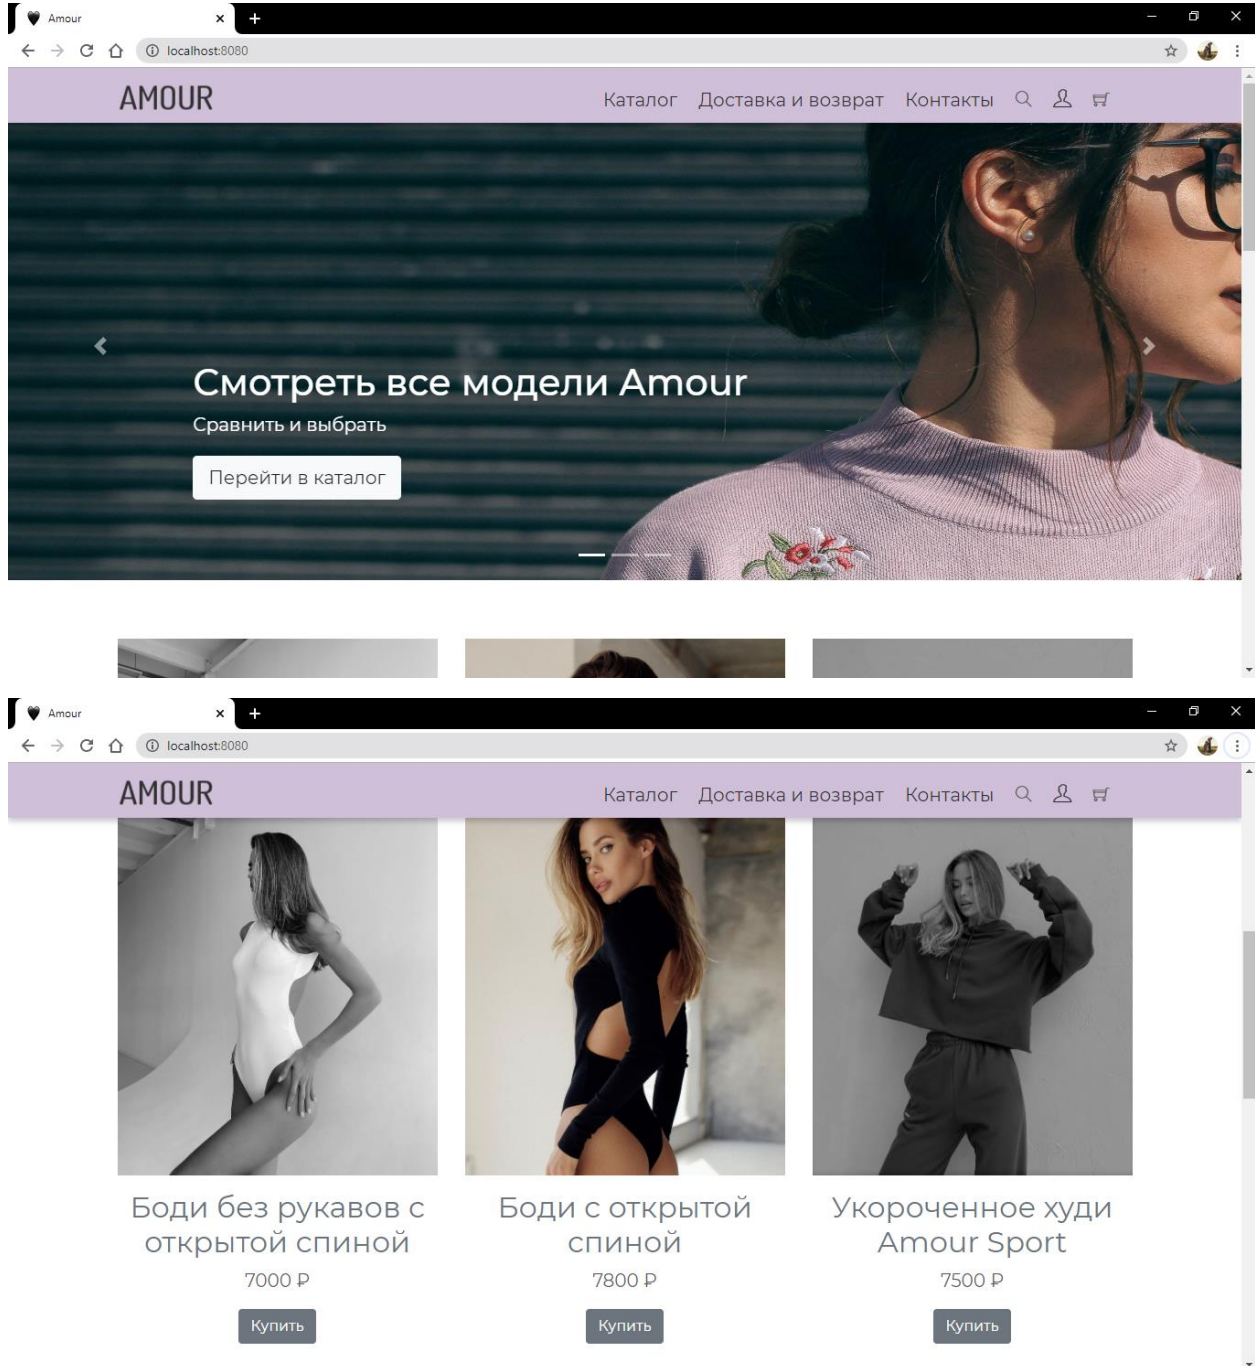 Amour
localhost:8080
AMOUR
Каталог Доставка и возврат Контакты
Смотреть все модели Amour
Сравнить и выбрать
Перейти в каталог
Amour
localhost:8080
AMOUR
Каталог Доставка и возврат Контакты
Боди без рукавов с
открытой спиной
7000 ₽
Купить
Боди с открытой
спиной
7800 ₽
Купить
Укороченное худи
Amour Sport
7500 ₽
Купить